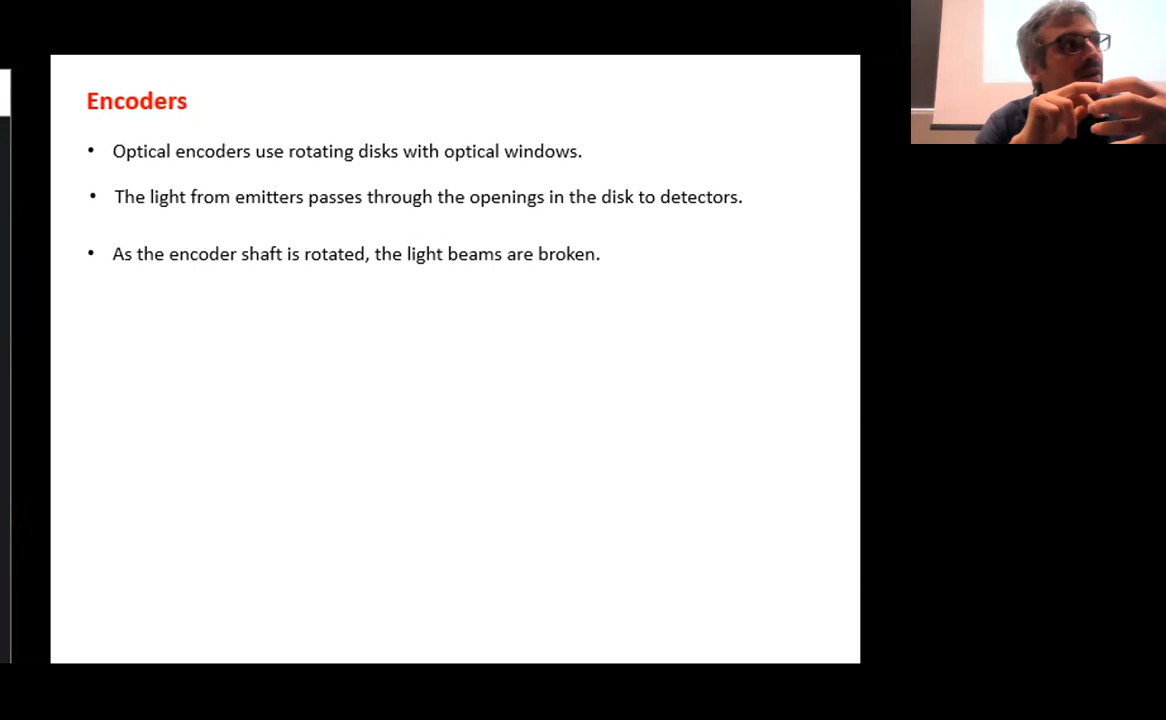 Encoders
• Optical encoders use rotating disks with optical windows.
• The light from emitters passes through the openings in the disk to detectors.
• As the encoder shaft is rotated, the light beams are broken.